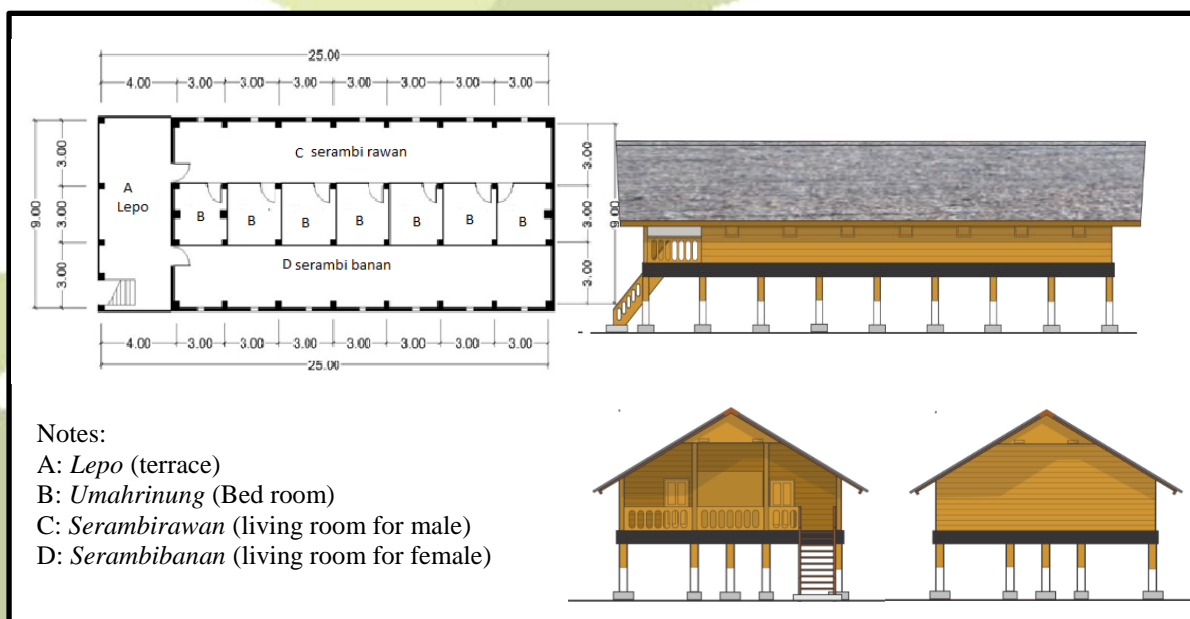 25.00
4.00 3.00 3.00 3.00 3.00 3.00 3.00 3.00
9.00
3.00
3.00
3.00
C serambi rawan
A
Lepo
B B B B B B B
D serambi banan
3.00
3.00
3.00
9.00
4.00 3.00 3.00 3.00 3.00 3.00 3.00 3.00
25.00
Notes:
A: Lepo (terrace)
B: Umahrinung (Bed room)
C: Serambirawan (living room for male)
D: Serambibanan (living room for female)